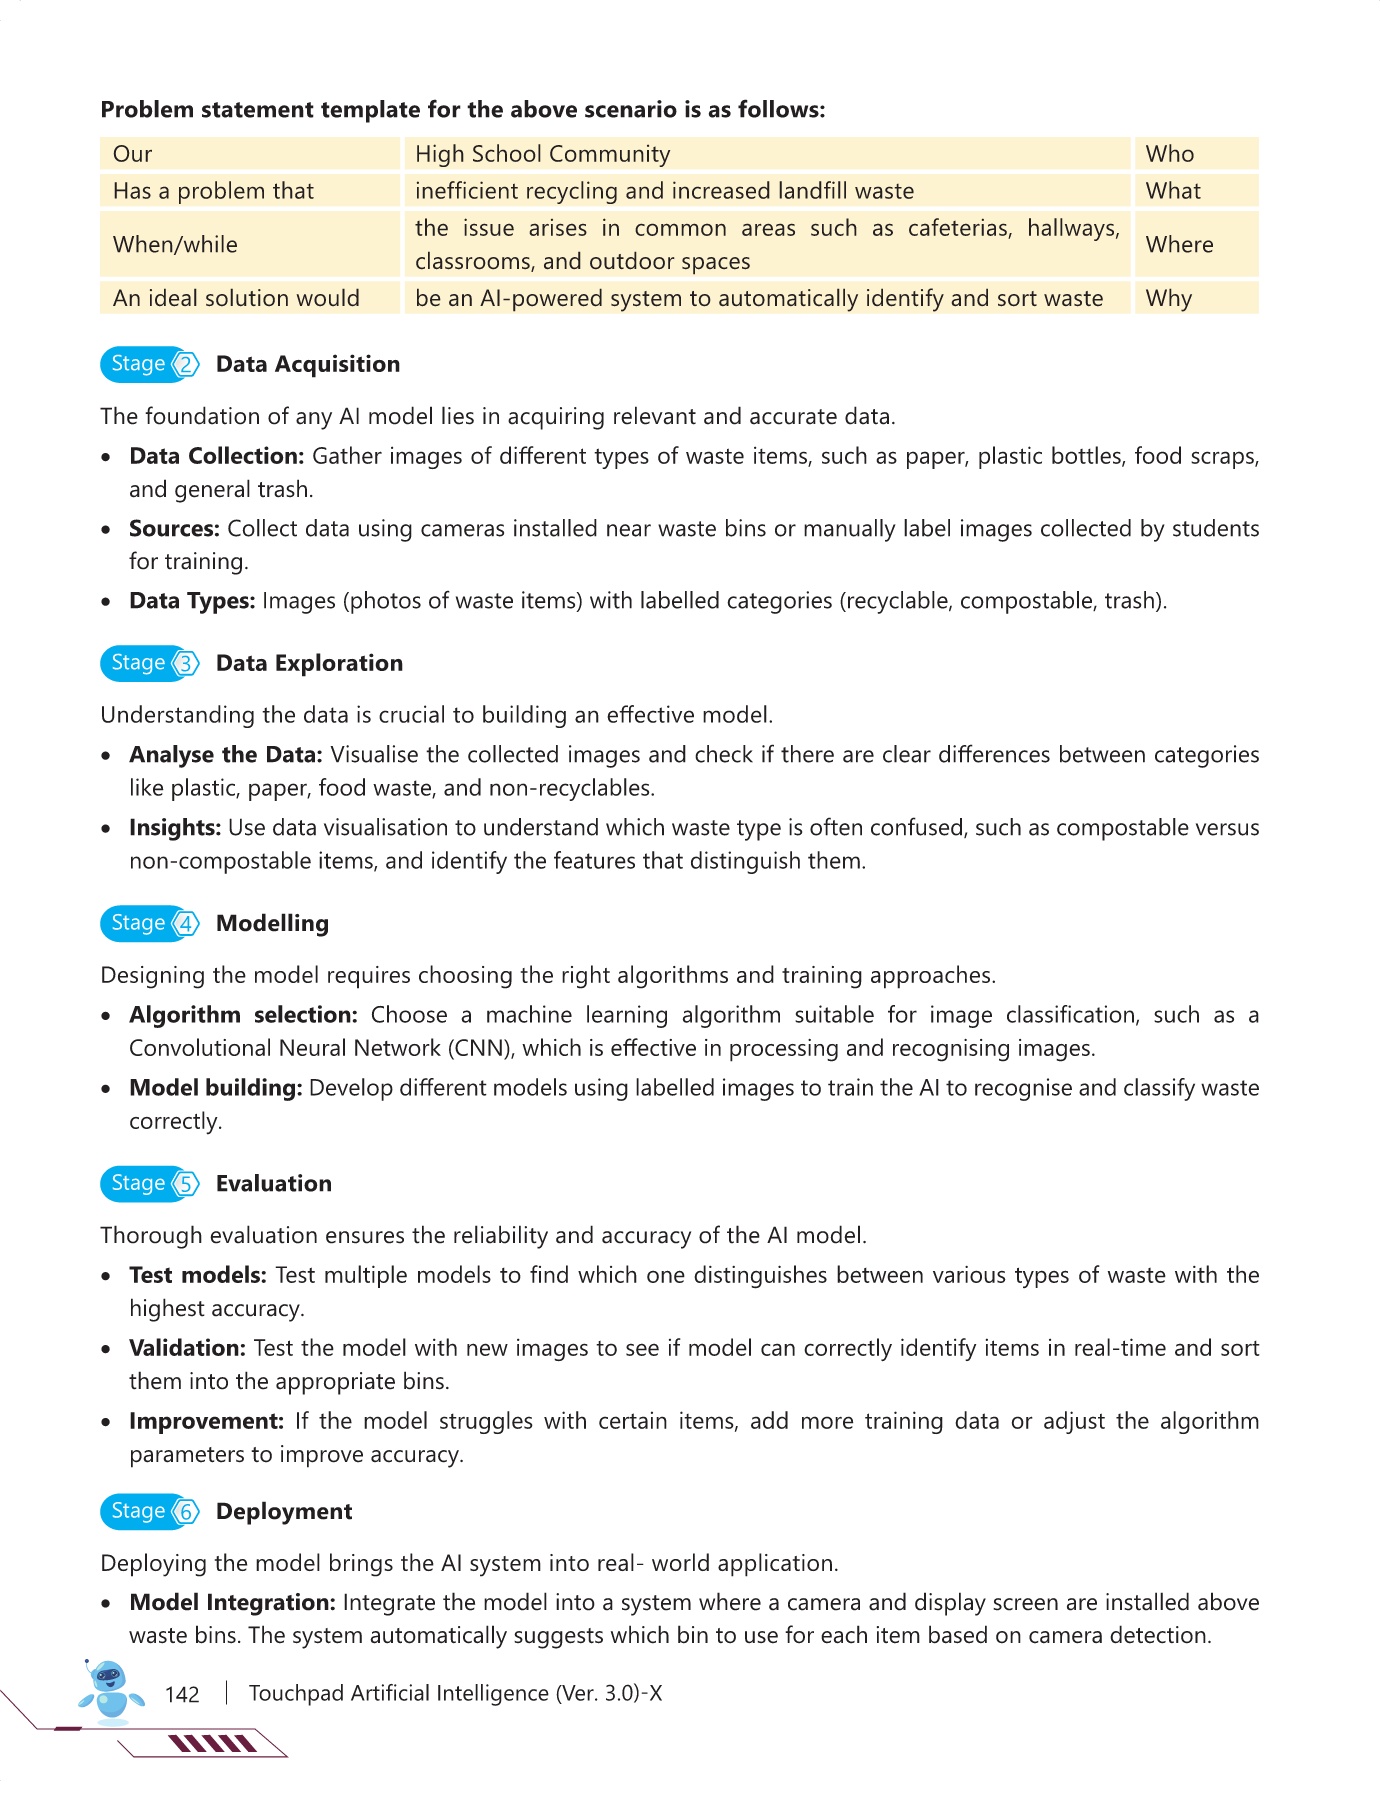 Problem statement template for the above scenario is as follows:
Our High School Community Who
Has a problem that inefficient recycling and increased landfill waste What
When/while the issue arises in common areas such as cafeterias, hallways, classrooms, and outdoor spaces Where
An ideal solution would be an AI-powered system to automatically identify and sort waste Why
Stage 2 Data Acquisition
The foundation of any AI model lies in acquiring relevant and accurate data.
• Data Collection: Gather images of different types of waste items, such as paper, plastic bottles, food scraps,
and general trash.
• Sources: Collect data using cameras installed near waste bins or manually label images collected by students
for training.
• Data Types: Images (photos of waste items) with labelled categories (recyclable, compostable, trash).
Stage 3 Data Exploration
Understanding the data is crucial to building an effective model.
• Analyse the Data: Visualise the collected images and check if there are clear differences between categories
like plastic, paper, food waste, and non-recyclables.
• Insights: Use data visualisation to understand which waste type is often confused, such as compostable versus
non-compostable items, and identify the features that distinguish them.
Stage 4 Modelling
Designing the model requires choosing the right algorithms and training approaches.
• Algorithm selection: Choose a machine learning algorithm suitable for image classification, such as a
Convolutional Neural Network (CNN), which is effective in processing and recognising images.
• Model building: Develop different models using labelled images to train the AI to recognise and classify waste
correctly.
Stage 5 Evaluation
Thorough evaluation ensures the reliability and accuracy of the AI model.
• Test models: Test multiple models to find which one distinguishes between various types of waste with the
highest accuracy.
• Validation: Test the model with new images to see if model can correctly identify items in real-time and sort
them into the appropriate bins.
• Improvement: If the model struggles with certain items, add more training data or adjust the algorithm
parameters to improve accuracy.
Stage 6 Deployment
Deploying the model brings the AI system into real- world application.
• Model Integration: Integrate the model into a system where a camera and display screen are installed above
waste bins. The system automatically suggests which bin to use for each item based on camera detection.
142 | Touchpad Artificial Intelligence (Ver. 3.0)-X